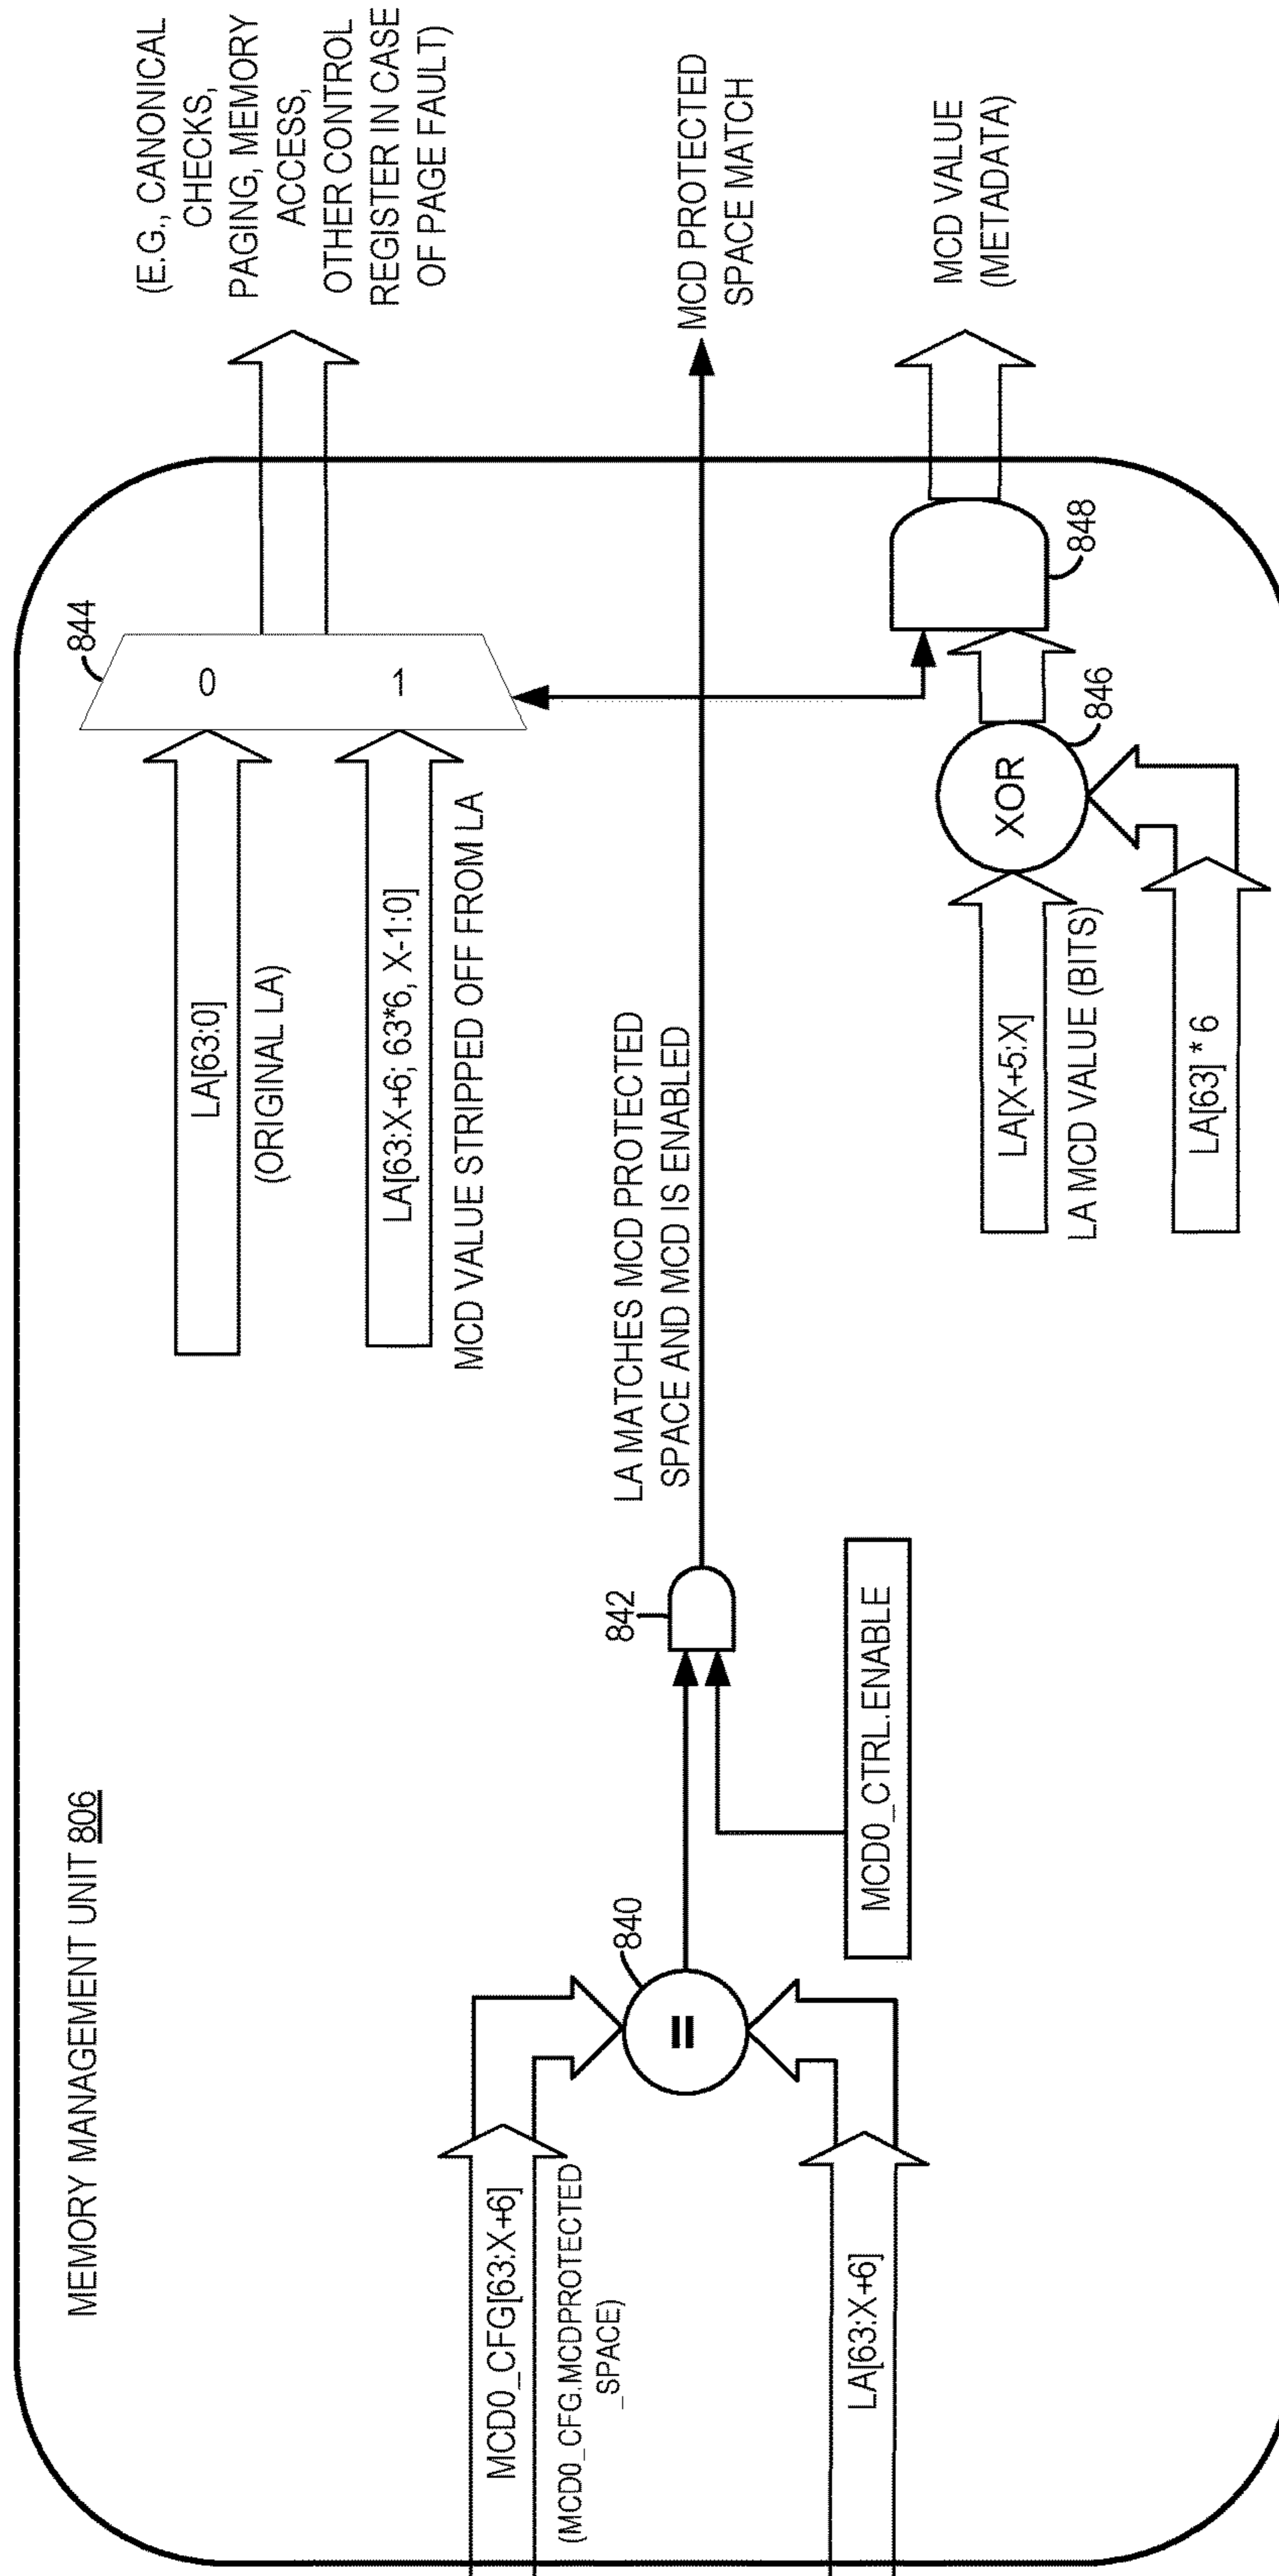 MEMORY MANAGEMENT UNIT 806
MCD0_CFG[63:X+6]
(MCD0_CFG.MCDPROTECTED
_SPACE)
LA[63:X+6]
840
=
MCD0_CTRL.ENABLE
842
LA MATCHES MCD PROTECTED
SPACE AND MCD IS ENABLED
LA[63:0]
(ORIGINAL LA)
LA[63:X+6; 63*6, X-1:0]
MCD VALUE STRIPPED OFF FROM LA
844
0
1
LA[X+5:X]
LA MCD VALUE (BITS)
LA[63] * 6
XOR
846
848
(E.G., CANONICAL
CHECKS,
PAGING, MEMORY
ACCESS,
OTHER CONTROL
REGISTER IN CASE
OF PAGE FAULT)
MCD PROTECTED
SPACE MATCH
MCD VALUE
(METADATA)